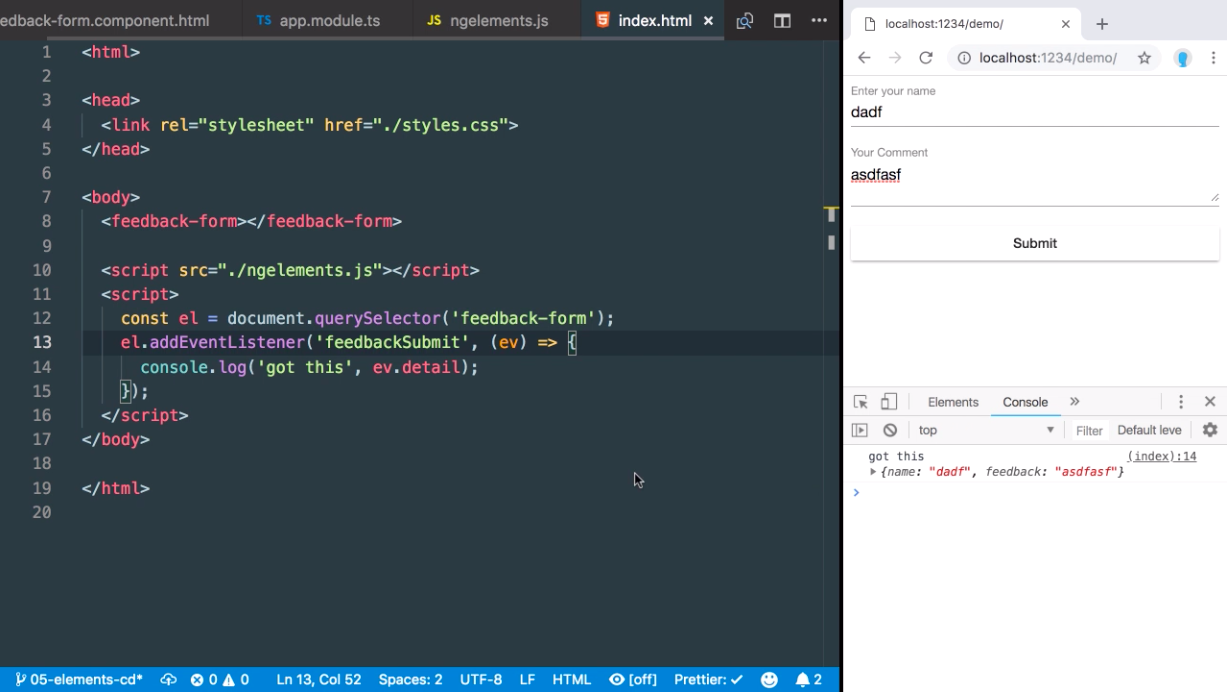 edback-form.component.html TS app.module.ts JS ngelements.js index.html
1 <html>
2
3 <head>
4 <link rel="stylesheet" href="./styles.css">
5 </head>
6
7 <body>
8 <feedback-form></feedback-form>
9
10 <script src="./ngelements.js"></script>
11 <script>
12 const el = document.querySelector('feedback-form');
13 el.addEventListener('feedbackSubmit', (ev) => {
14 console.log('got this', ev.detail);
15 });
16 </script>
17 </body>
18
19 </html>
20
05-elements-cd* 0 0 Ln 13, Col 52 Spaces: 2 UTF-8 LF HTML [off] Prettier: ✓ 2
localhost:1234/demo/
localhost:1234/demo/
Enter your name
dadf
Your Comment
asdfasf
Submit
Elements Console »
top Filter Default leve
got this (index):14
{name: "dadf", feedback: "asdfasf"}